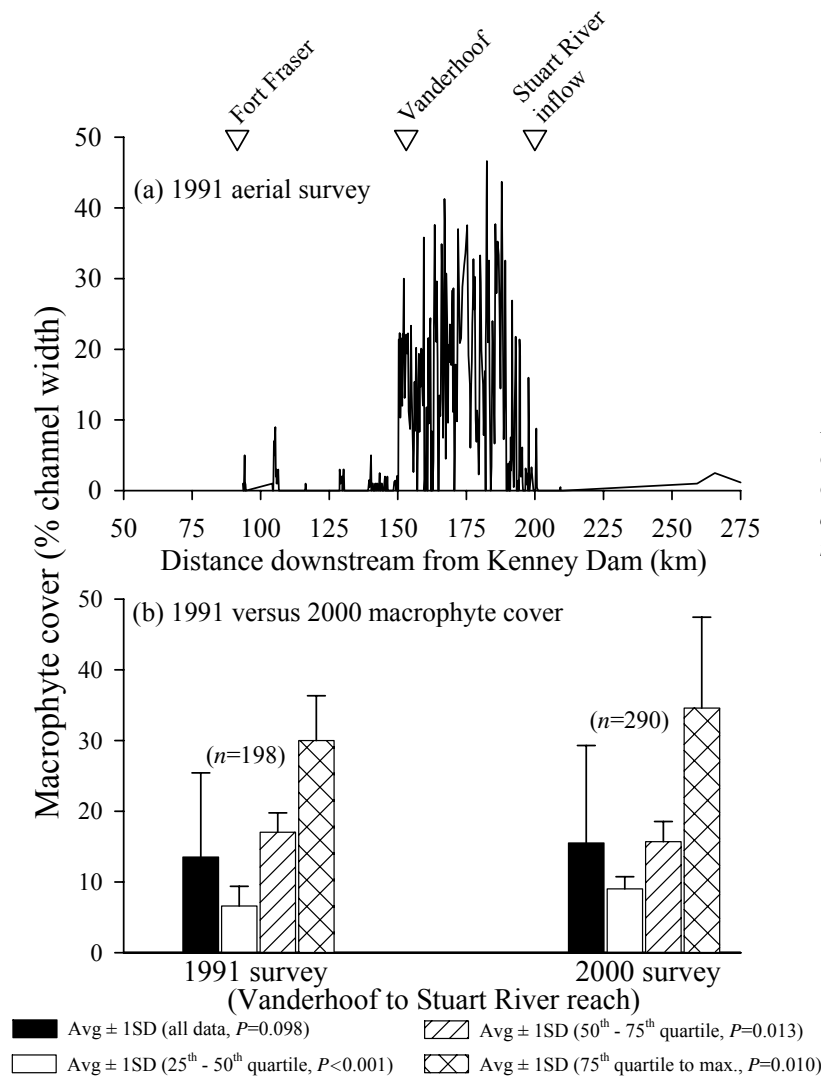 Fort Fraser
Vanderhoof
Stuart River
inflow
Macrophyte cover (% channel width)
50
40
30
20
10
0
(a) 1991 aerial survey
50 75 100 125 150 175 200 225 250 275
Distance downstream from Kenney Dam (km)
50
40
30
20
10
0
(b) 1991 versus 2000 macrophyte cover
(n=198)
(n=290)
1991 survey
2000 survey
(Vanderhoof to Stuart River reach)
Avg ± 1SD (all data, P=0.098)
Avg ± 1SD (50th - 75th quartile, P=0.013)
Avg ± 1SD (25th - 50th quartile, P<0.001)
Avg ± 1SD (75th quartile to max., P=0.010)